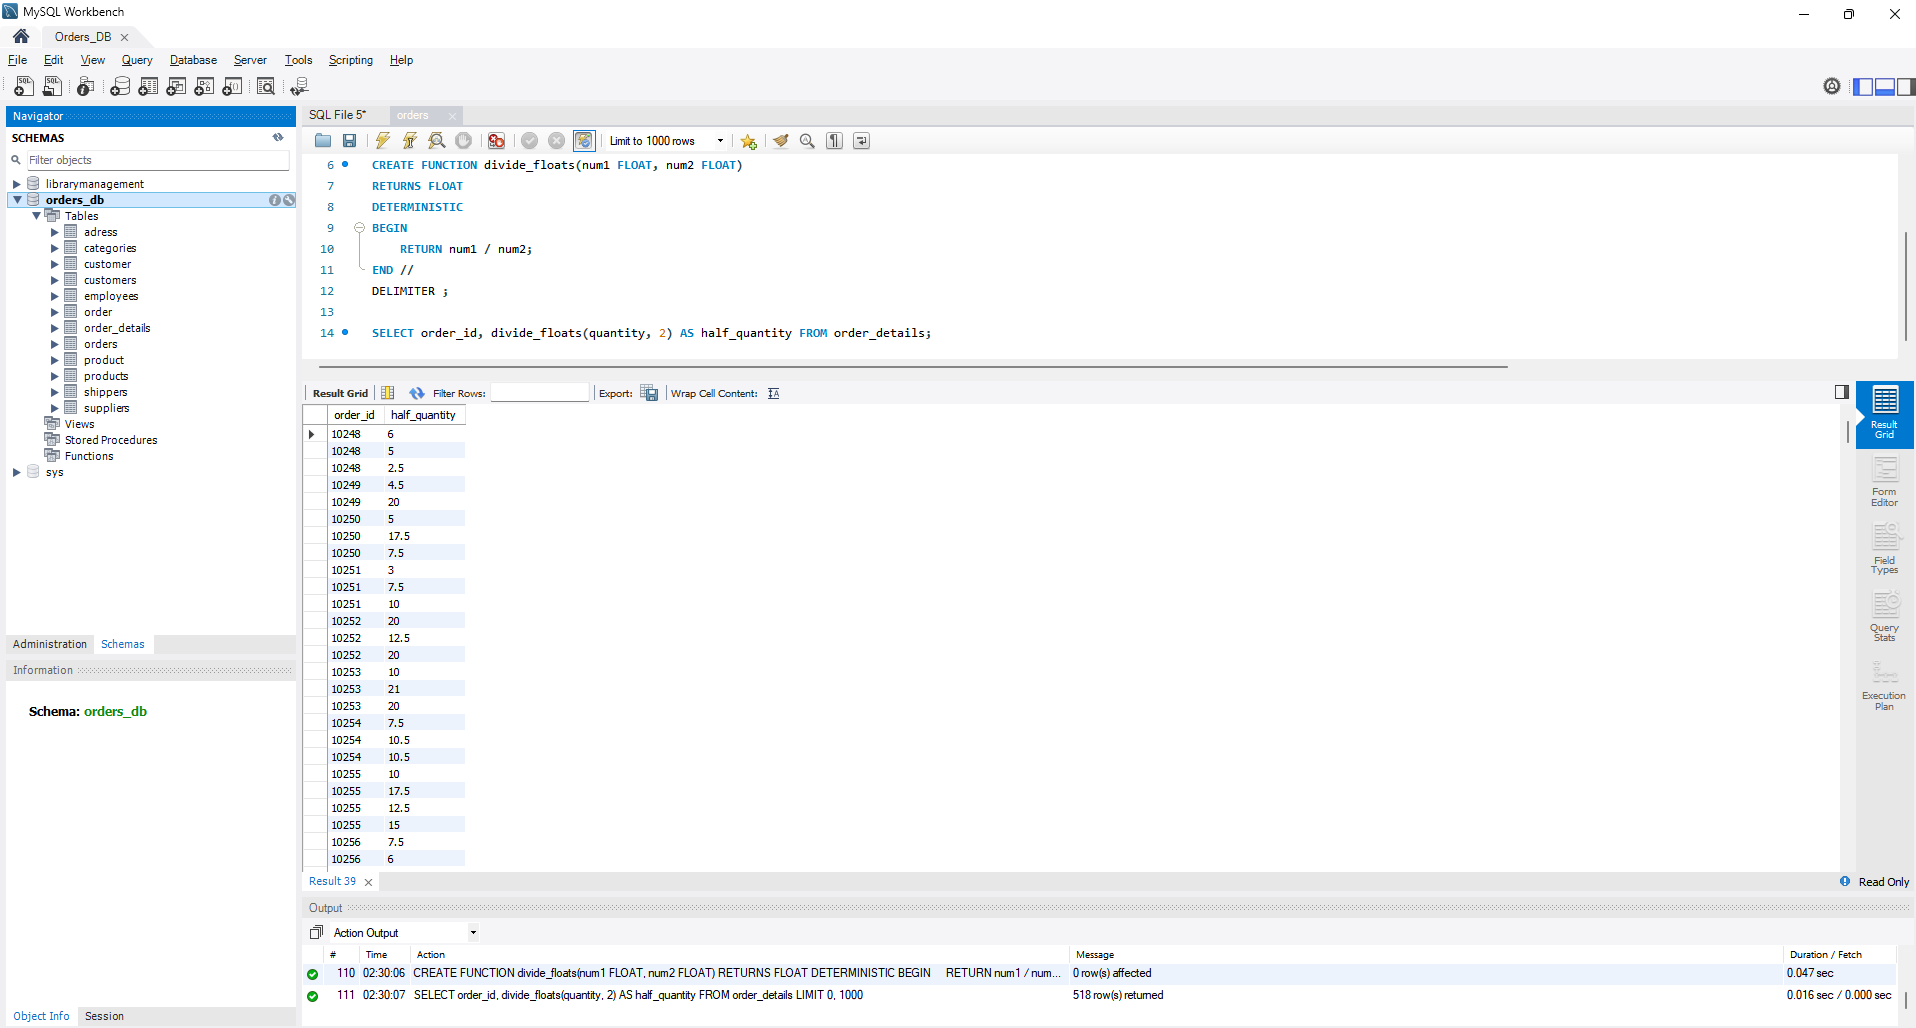 MySQL Workbench
Orders_DB
File Edit View Query Database Server Tools Scripting Help
Navigator
SCHEMAS
Filter objects
librarymanagement
orders_db
Tables
adress
categories
customer
customers
employees
order
order_details
orders
product
products
shippers
suppliers
Views
Stored Procedures
Functions
sys
Administration Schemas
Information
Schema: orders_db
Object Info Session
SQL File 5* orders
Limit to 1000 rows
6 CREATE FUNCTION divide_floats(num1 FLOAT, num2 FLOAT)
7 RETURNS FLOAT
8 DETERMINISTIC
9 BEGIN
10 RETURN num1 / num2;
11 END //
12 DELIMITER ;
13
14 SELECT order_id, divide_floats(quantity, 2) AS half_quantity FROM order_details;
Result Grid Filter Rows: Export: Wrap Cell Content:
order_id half_quantity
10248 6
10248 5
10248 2.5
10249 4.5
10249 20
10250 5
10250 17.5
10250 7.5
10251 3
10251 7.5
10251 10
10252 20
10252 12.5
10252 20
10253 10
10253 21
10253 20
10254 7.5
10254 10.5
10254 10.5
10255 10
10255 17.5
10255 12.5
10255 15
10256 7.5
10256 6
Result Grid
Form Editor
Field Types
Query Stats
Execution Plan
Result 39
Read Only
Output
Action Output
# Time Action Message Duration / Fetch
110 02:30:06 CREATE FUNCTION divide_floats(num1 FLOAT, num2 FLOAT) RETURNS FLOAT DETERMINISTIC BEGIN RETURN num1 / num... 0 row(s) affected 0.047 sec
111 02:30:07 SELECT order_id, divide_floats(quantity, 2) AS half_quantity FROM order_details LIMIT 0, 1000 518 row(s) returned 0.016 sec / 0.000 sec